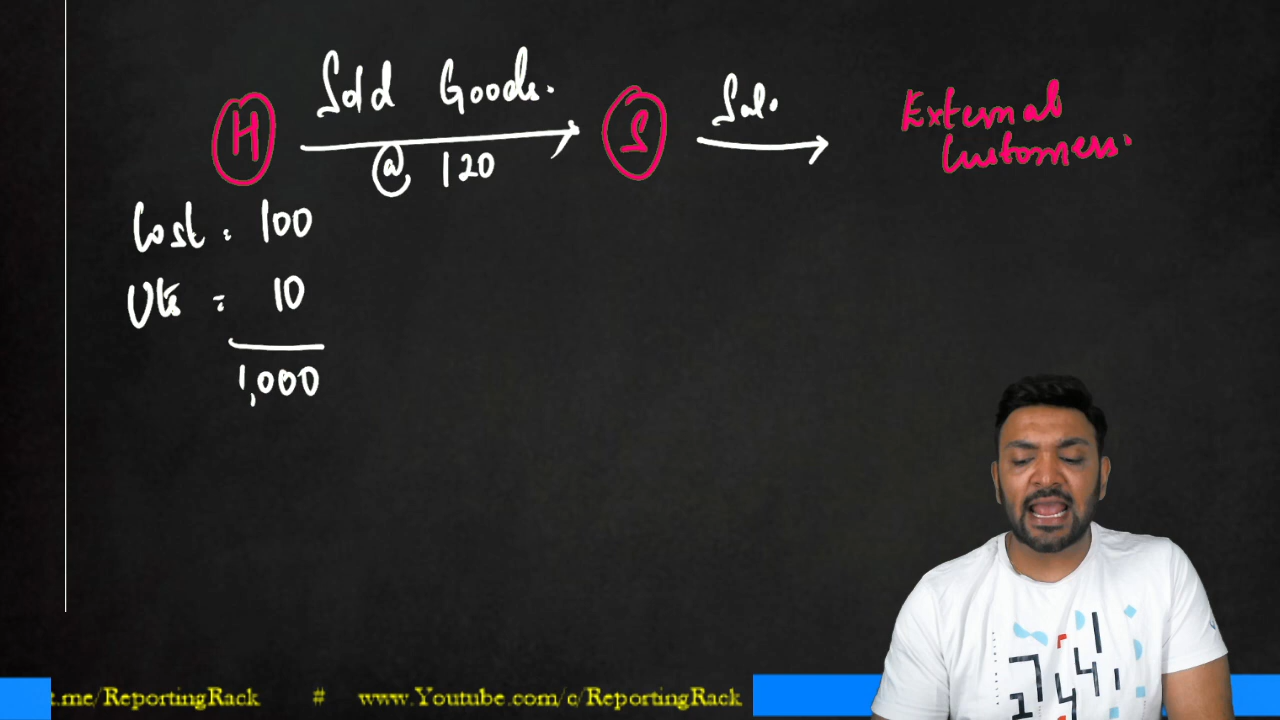 Sold Goods.
H
@ 120
S
Sale
External
Customers.
Cost = 100
Uts = 10
1,000
t.me/ReportingRack # www.Youtube.com/c/ReportingRack